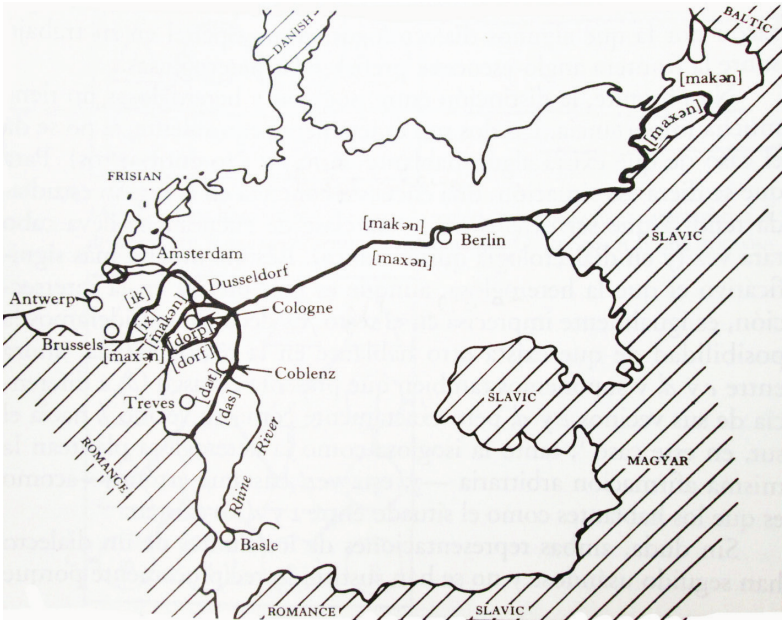 BALTIC
DANISH
[makən]
[maxən]
FRISIAN
[makən]
Berlin
[maxən]
SLAVIC
Amsterdam
Dusseldorf
Antwerp
[ik]
[ix]
[makən]
Cologne
Brussels
[maxən]
[dorp]
[dorf]
Coblenz
[dat]
[das]
Treves
SLAVIC
River
Rhine
MAGYAR
ROMANCE
Basle
ROMANCE
SLAVIC